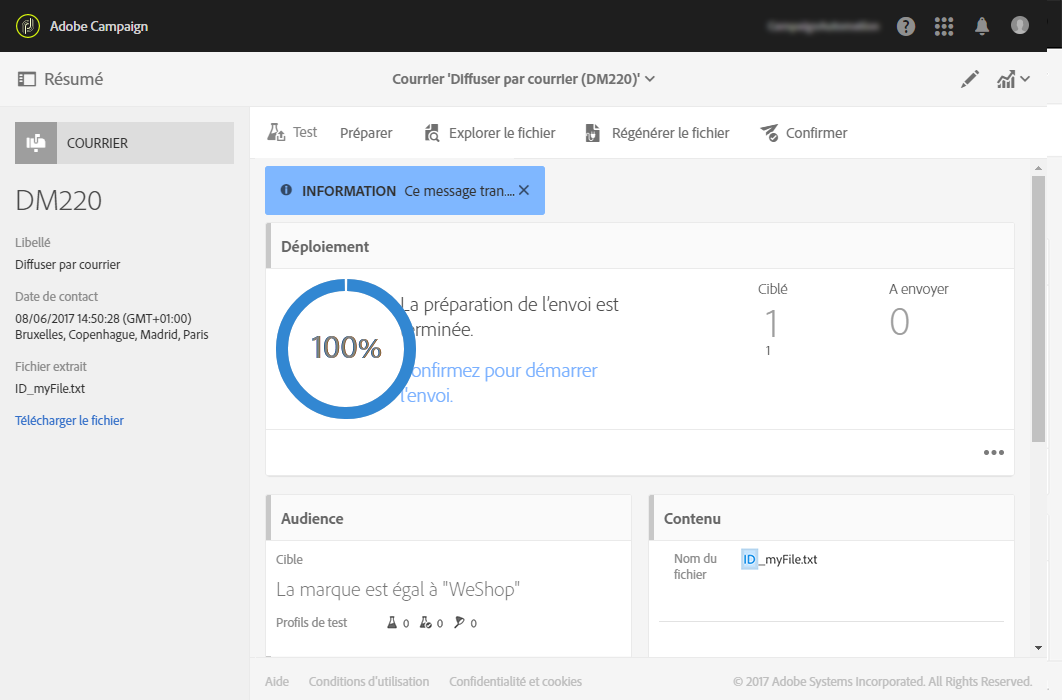 Adobe Campaign
Résumé
Courrier 'Diffuser par courrier (DM220)'
COURRIER
DM220
Libellé
Diffuser par courrier
Date de contact
08/06/2017 14:50:28 (GMT+01:00)
Bruxelles, Copenhague, Madrid, Paris
Fichier extrait
ID_myFile.txt
Télécharger le fichier
Test Préparer Explorer le fichier Régénérer le fichier Confirmer
INFORMATION Ce message tran....
Déploiement
100%
La préparation de l'envoi est
terminée.
onfirmez pour démarrer
l'envoi.
Ciblé
1
1
A envoyer
0
Audience
Cible
La marque est égal à "WeShop"
Profils de test 0 0 0
Contenu
Nom du
fichier
ID_myFile.txt
Aide Conditions d'utilisation Confidentialité et cookies
© 2017 Adobe Systems Incorporated. All Rights Reserved.